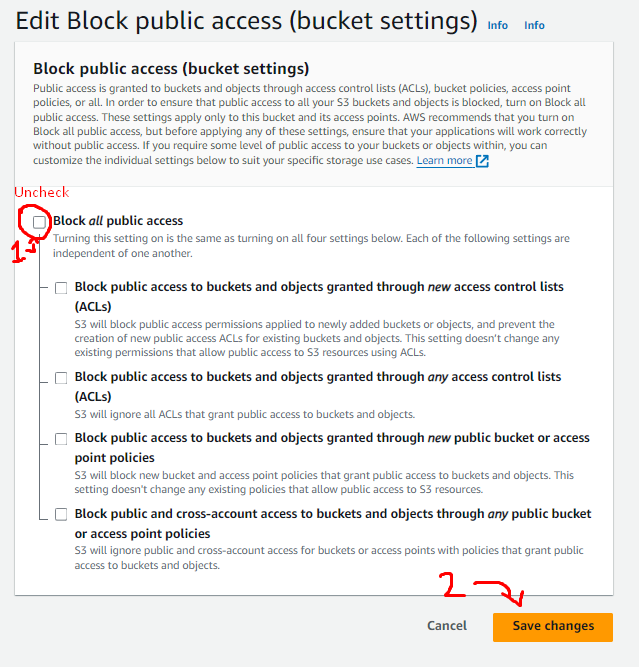 Edit Block public access (bucket settings) Info Info
Block public access (bucket settings)
Public access is granted to buckets and objects through access control lists (ACLs), bucket policies, access point
policies, or all. In order to ensure that public access to all your S3 buckets and objects is blocked, turn on Block all
public access. These settings apply only to this bucket and its access points. AWS recommends that you turn on
Block all public access, but before applying any of these settings, ensure that your applications will work correctly
without public access. If you require some level of public access to your buckets or objects within, you can
customize the individual settings below to suit your specific storage use cases. Learn more
Uncheck
Block all public access
1
Turning this setting on is the same as turning on all four settings below. Each of the following settings are
independent of one another.
Block public access to buckets and objects granted through new access control lists
(ACLs)
S3 will block public access permissions applied to newly added buckets or objects, and prevent the
creation of new public access ACLs for existing buckets and objects. This setting doesn't change any
existing permissions that allow public access to S3 resources using ACLs.
Block public access to buckets and objects granted through any access control lists
(ACLs)
S3 will ignore all ACLs that grant public access to buckets and objects.
Block public access to buckets and objects granted through new public bucket or access
point policies
S3 will block new bucket and access point policies that grant public access to buckets and objects. This
setting doesn't change any existing policies that allow public access to S3 resources.
Block public and cross-account access to buckets and objects through any public bucket
or access point policies
S3 will ignore public and cross-account access for buckets or access points with policies that grant public
access to buckets and objects.
2
Cancel Save changes